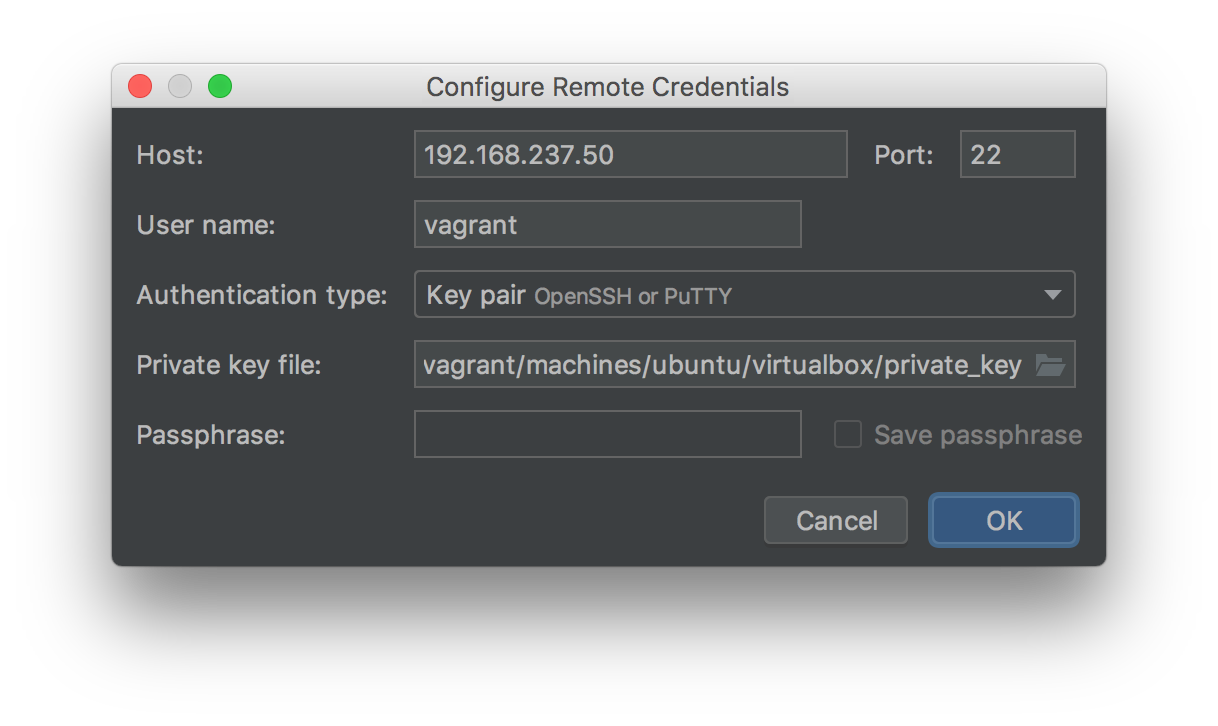 Configure Remote Credentials
Host: 192.168.237.50 Port: 22
User name: vagrant
Authentication type: Key pair OpenSSH or PuTTY
Private key file: vagrant/machines/ubuntu/virtualbox/private_key
Passphrase: Save passphrase
Cancel OK